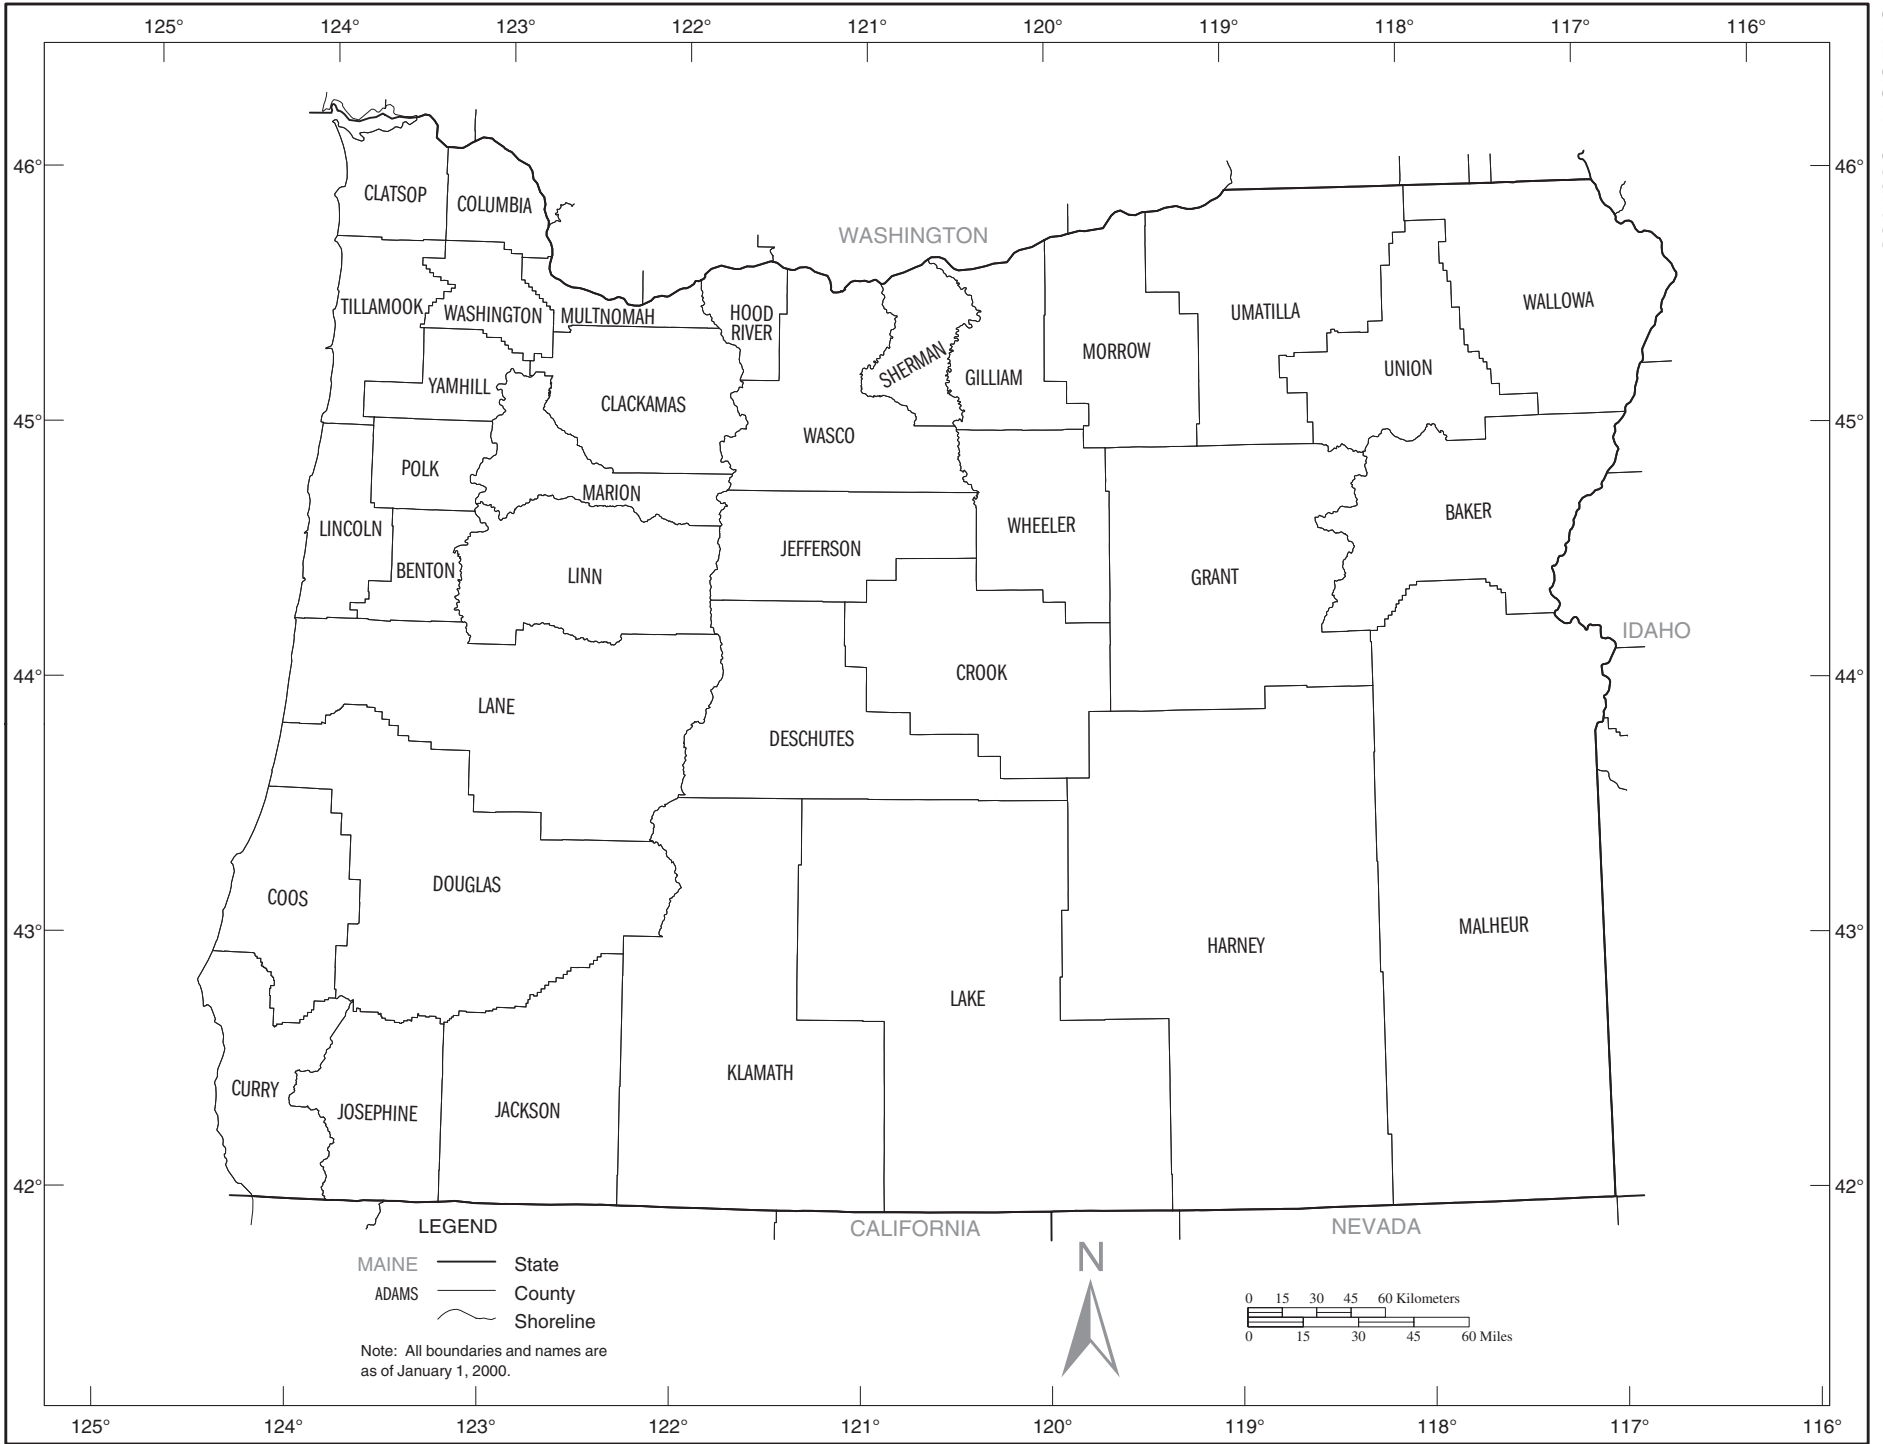 125° 124° 123° 122° 121° 120° 119° 118° 117° 116°
46° 46°
CLATSOP
COLUMBIA
WASHINGTON
TILLAMOOK
WASHINGTON
MULTNOMAH
HOOD
RIVER
UMATILLA
WALLOWA
MORROW
SHERMAN
GILLIAM
UNION
YAMHILL
CLACKAMAS
45° 45°
WASCO
POLK
MARION
LINCOLN
WHEELER
BAKER
JEFFERSON
BENTON
LINN
GRANT
IDAHO
44° 44°
CROOK
LANE
DESCHUTES
DOUGLAS
COOS
43° 43°
MALHEUR
HARNEY
LAKE
KLAMATH
CURRY
JOSEPHINE
JACKSON
42° 42°
LEGEND
CALIFORNIA
NEVADA
MAINE State
ADAMS County
Shoreline
Note: All boundaries and names are
as of January 1, 2000.
N
0 15 30 45 60 Kilometers
0 15 30 45 60 Miles
125° 124° 123° 122° 121° 120° 119° 118° 117° 116°